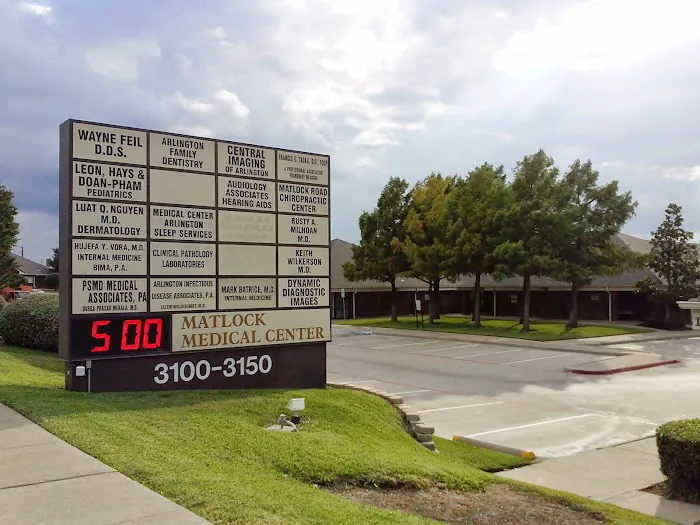 WAYNE FEIL
D.D.S.
ARLINGTON
FAMILY
DENTISTRY
CENTRAL
IMAGING
OF ARLINGTON
LEON, HAYS &
DOAN-PHAM
PEDIATRICS
AUDIOLOGY
ASSOCIATES
HEARING AIDS
MATLOCK ROAD
CHIROPRACTIC
CENTER
LUAT Q. NGUYEN
M.D.
DERMATOLOGY
MEDICAL CENTER
ARLINGTON
SLEEP SERVICES
RUSTY A.
MILHOAN
M.D.
HUJEFA Y. VORA, M.D.
INTERNAL MEDICINE
BIMA, P.A.
CLINICAL PATHOLOGY
LABORATORIES
KEITH
WILKERSON
M.D.
PSMD MEDICAL
ASSOCIATES, P.A.
DURGA PRASAD MEKALA, M.D.
ARLINGTON INFECTIOUS
DISEASE ASSOCIATES, P.A.
MARK BATRICE, M.D.
INTERNAL MEDICINE
DYNAMIC
DIAGNOSTIC
IMAGES
5:00
MATLOCK
MEDICAL CENTER
3100-3150